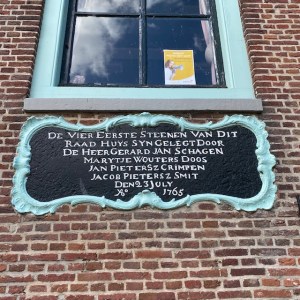 De Vier Eerste Steenen Van Dit
Raad Huys Syn Gelegt Door
De Heer Gerard Jan Schagen
Marytje Wouters Doos
Jan Pietersz Crimpen
Jacob Pietersz Smit
Den 23 July
Ao 1765